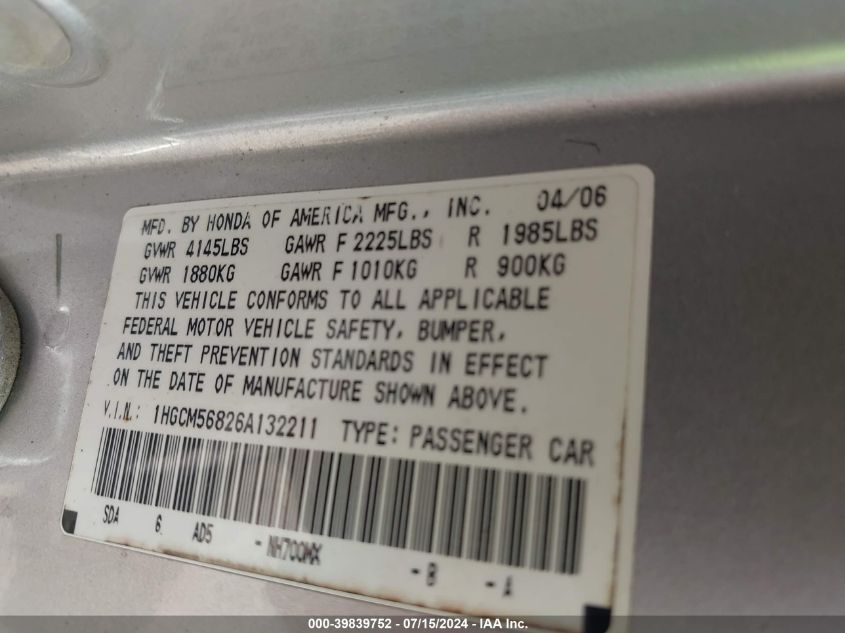 MFD. BY HONDA OF AMERICA MFG., INC. 04/06
GVWR 4145LBS GAWR F 2225LBS R 1985LBS
GVWR 1880KG GAWR F 1010KG R 900KG
THIS VEHICLE CONFORMS TO ALL APPLICABLE
FEDERAL MOTOR VEHICLE SAFETY, BUMPER,
AND THEFT PREVENTION STANDARDS IN EFFECT
ON THE DATE OF MANUFACTURE SHOWN ABOVE.
V.I.N.: 1HGCM56826A132211 TYPE: PASSENGER CAR
SDA 6 AD5 - NH700MX - B - A
000-39839752 - 07/15/2024 - IAA Inc.